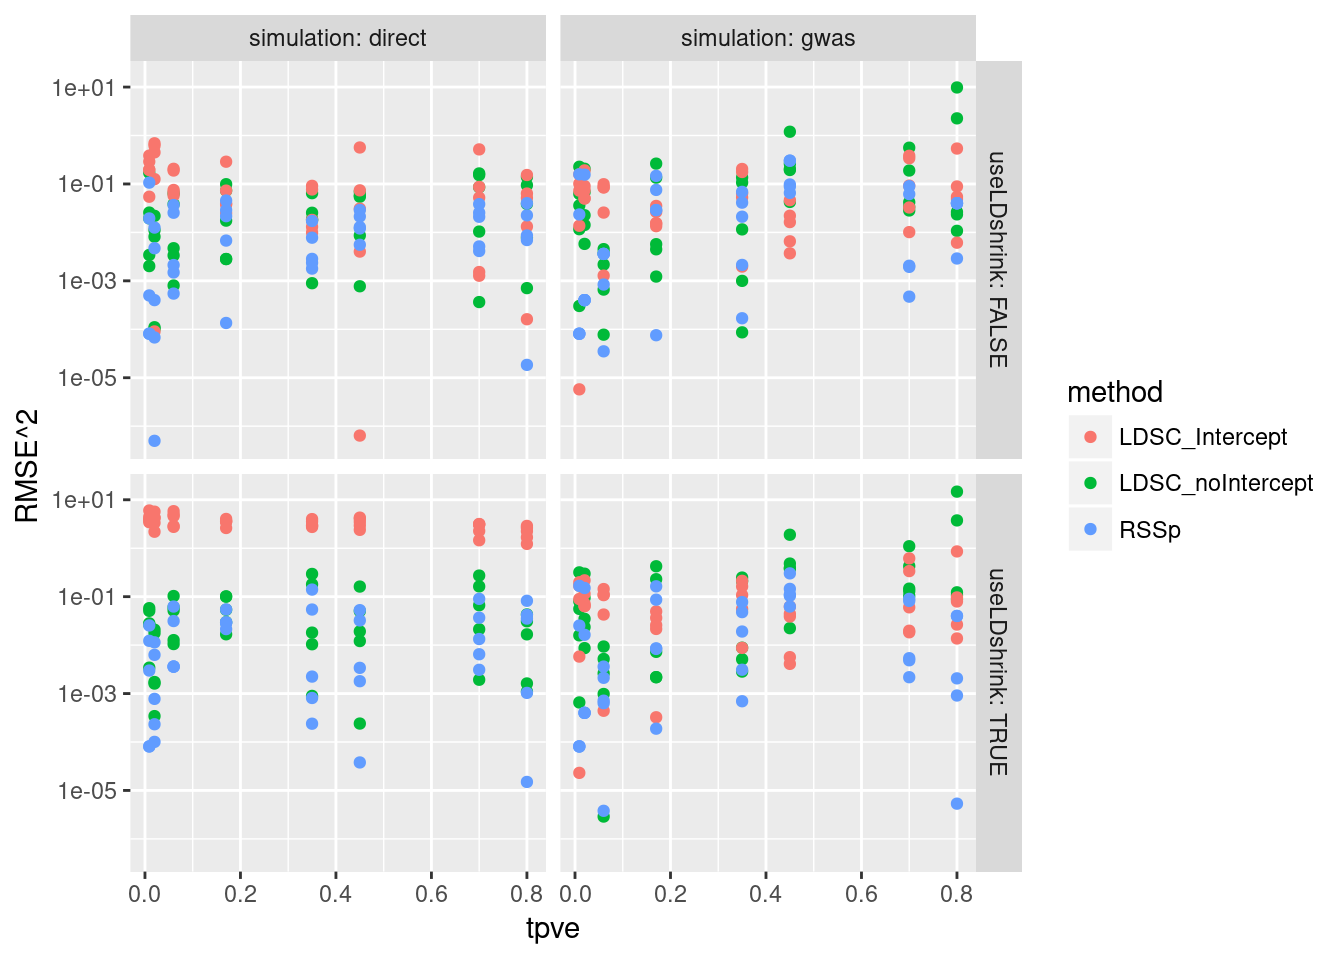 simulation: direct
simulation: gwas
1e+01
1e-01
1e-03
1e-05
useLDshrink: FALSE
1e+01
1e-01
1e-03
1e-05
useLDshrink: TRUE
RMSE^2
0.0 0.2 0.4 0.6 0.8
0.0 0.2 0.4 0.6 0.8
tpve
method
LDSC_Intercept
LDSC_noIntercept
RSSp